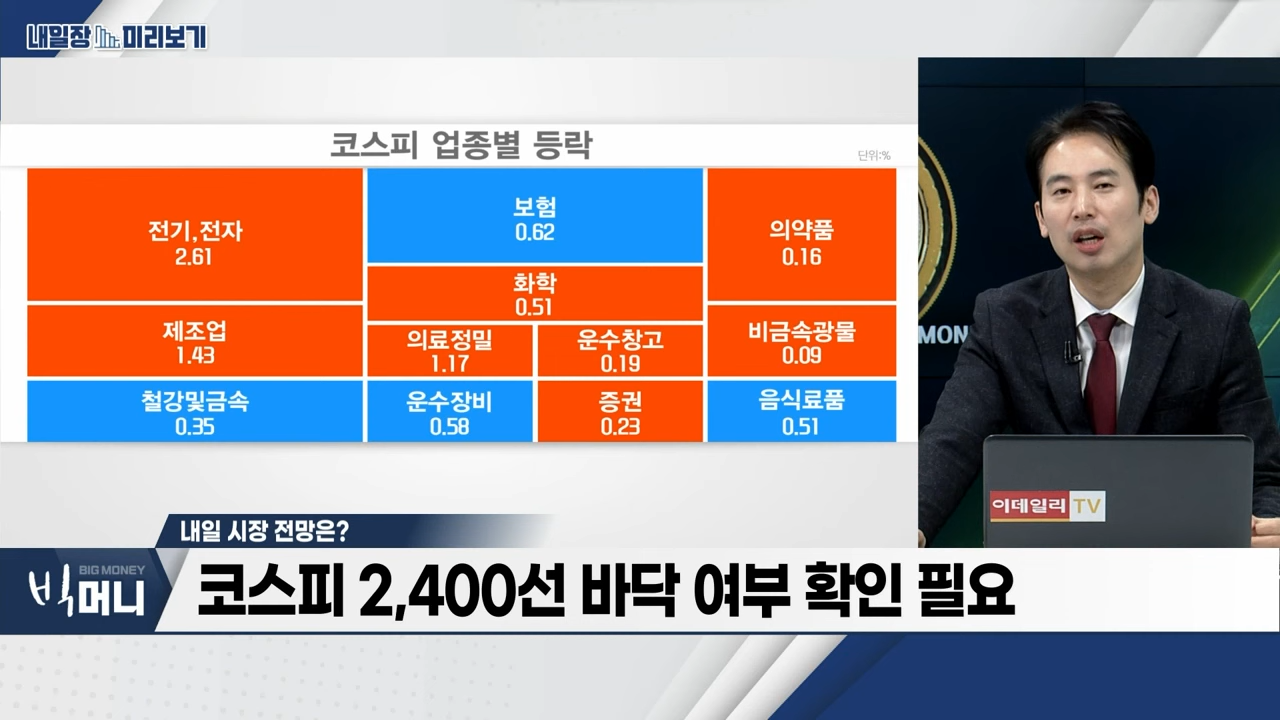 내일장 미리보기
코스피 업종별 등락
단위:%
전기,전자
2.61
보험
0.62
의약품
0.16
화학
0.51
제조업
1.43
의료정밀
1.17
운수창고
0.19
비금속광물
0.09
철강및금속
0.35
운수장비
0.58
증권
0.23
음식료품
0.51
MON
이데일리TV
내일 시장 전망은?
BIG MONEY
빅머니
코스피 2,400선 바닥 여부 확인 필요